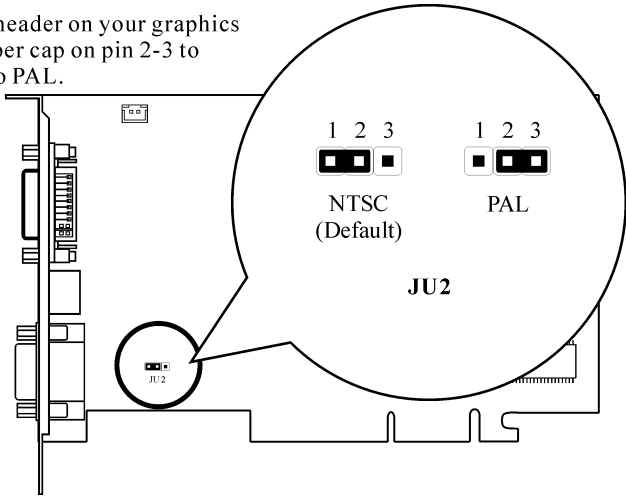 header on your graphics
per cap on pin 2-3 to
o PAL.
1 2 3
1 2 3
NTSC
(Default)
PAL
JU2
JU2